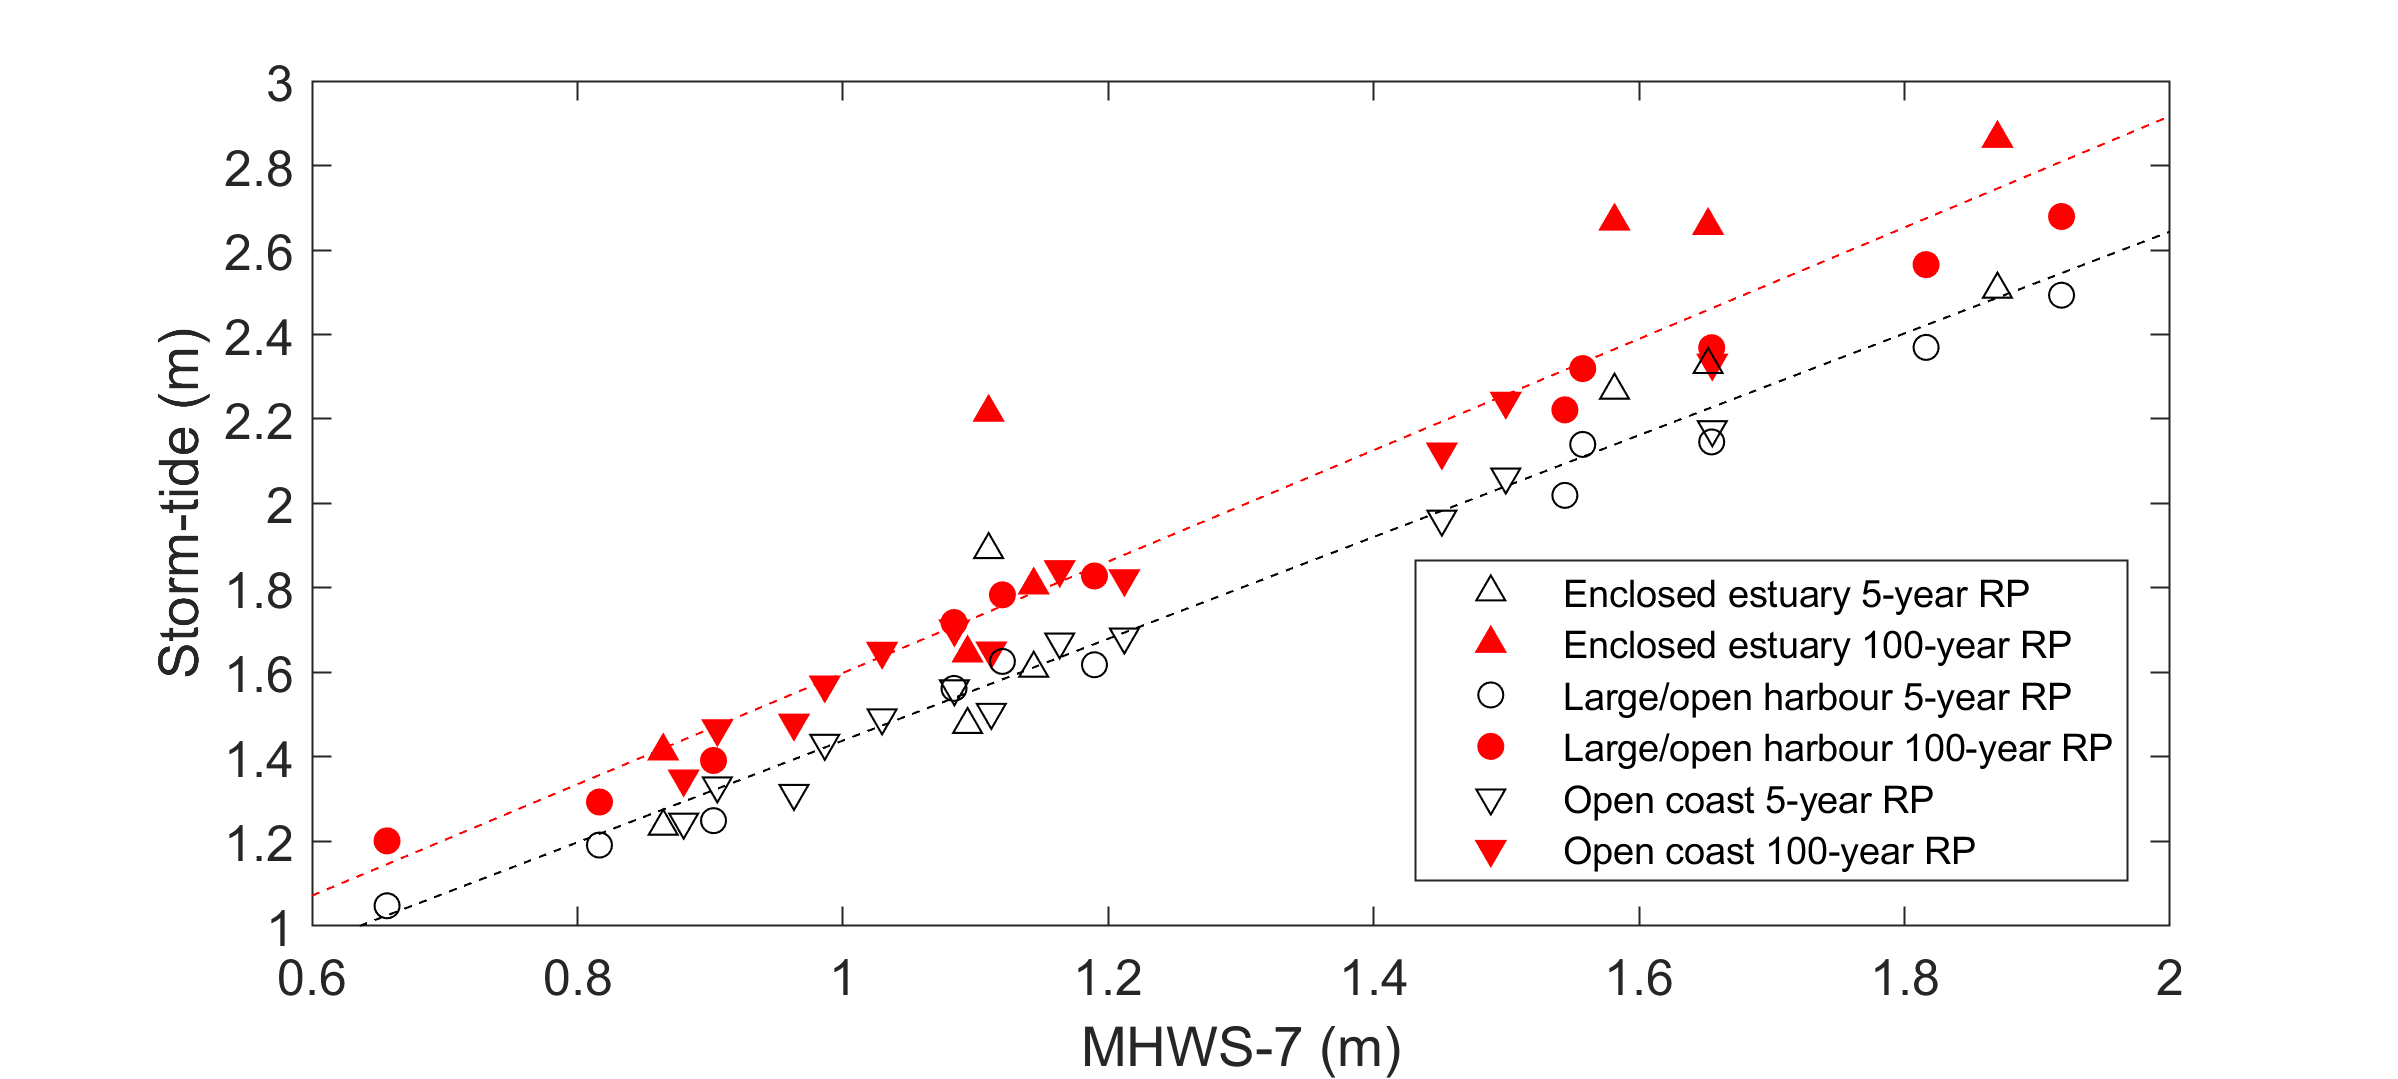 3
2.8
2.6
2.4
2.2
2
1.8
1.6
1.4
1.2
1
Storm-tide (m)
0.6 0.8 1 1.2 1.4 1.6 1.8 2
MHWS-7 (m)
Enclosed estuary 5-year RP
Enclosed estuary 100-year RP
Large/open harbour 5-year RP
Large/open harbour 100-year RP
Open coast 5-year RP
Open coast 100-year RP